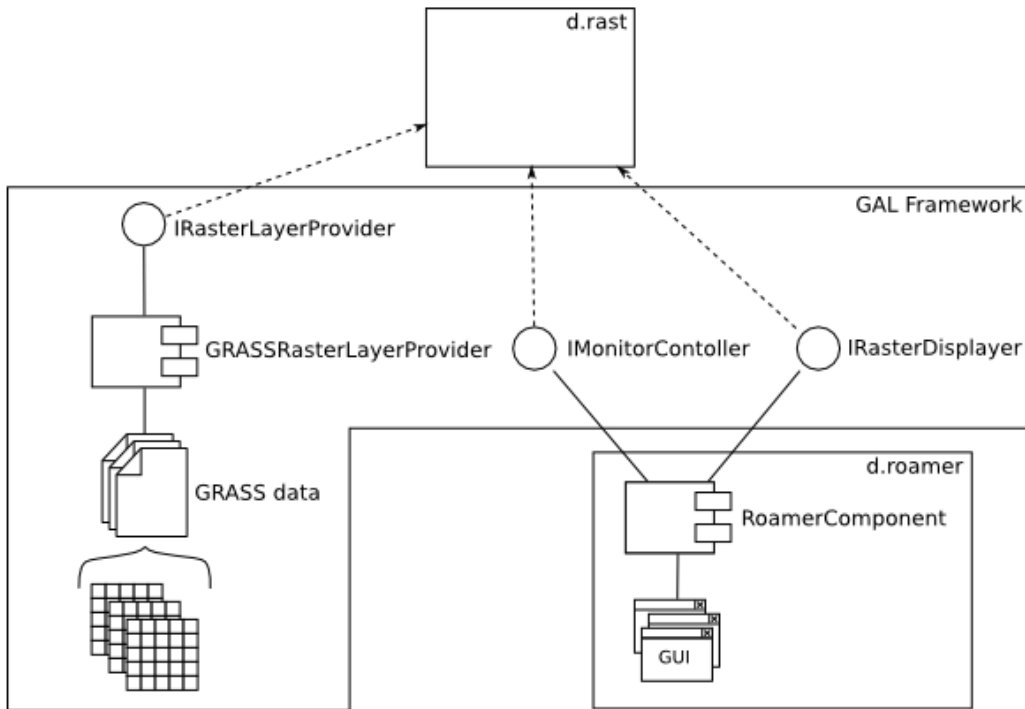 d.rast
GAL Framework
IRasterLayerProvider
GRASSRasterLayerProvider
IMonitorContoller
IRasterDisplayer
d.roamer
GRASS data
RoamerComponent
GUI